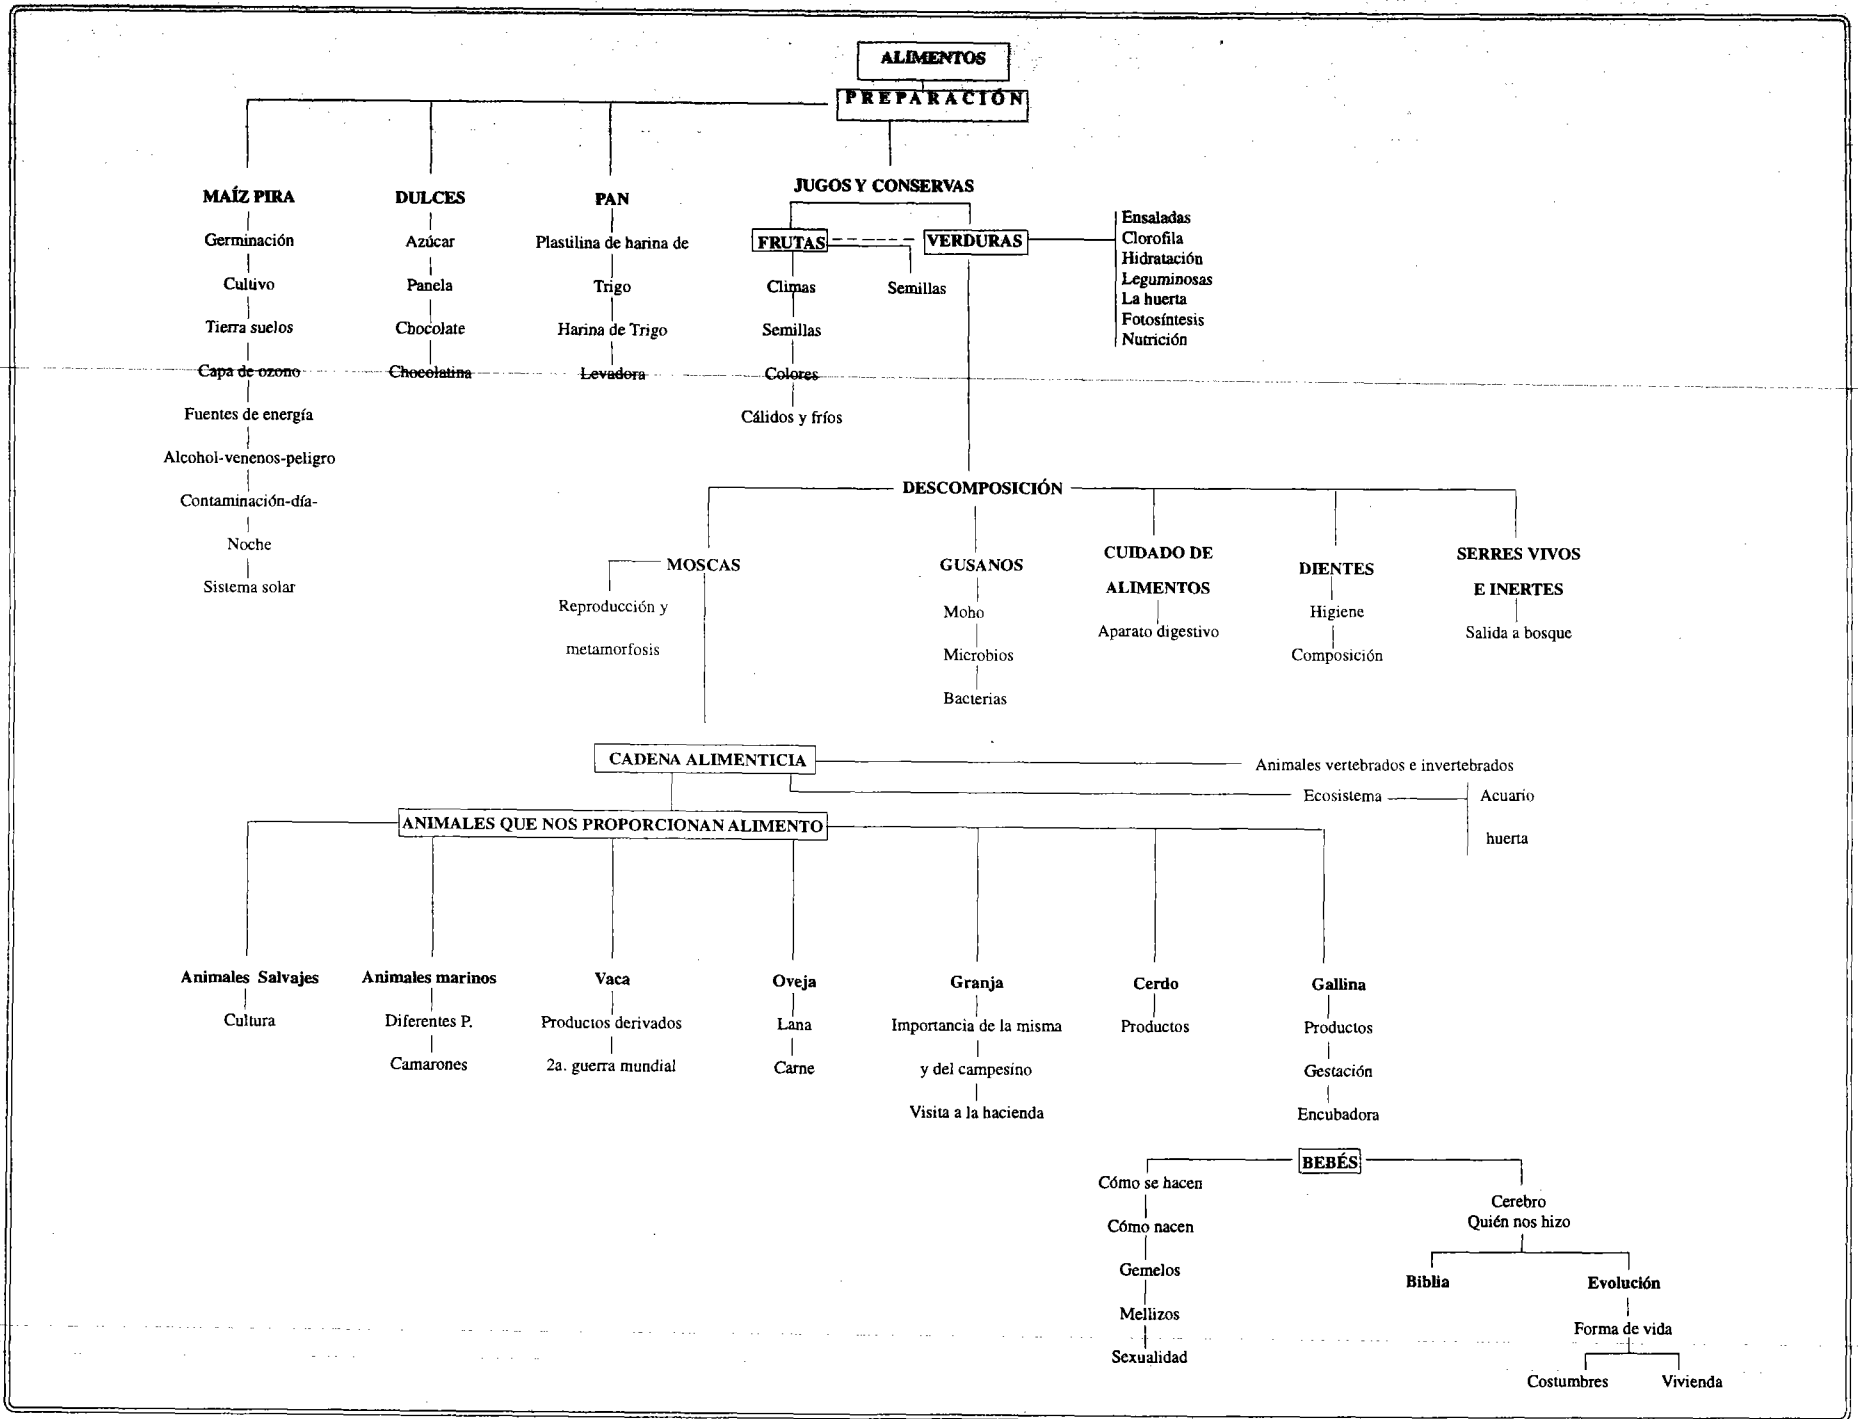 ALIMENTOS
PREPARACIÓN
MAÍZ PIRA
Germinación
Cultivo
Tierra suelos
Capa de ozono
Fuentes de energía
Alcohol-venenos-peligro
Contaminación-día-
Noche
Sistema solar
DULCES
Azúcar
Panela
Chocolate
Chocolatina
PAN
Plastilina de harina de
Trigo
Harina de Trigo
Levadora
JUGOS Y CONSERVAS
FRUTAS
Climas
Semillas
Colores
Cálidos y fríos
Semillas
VERDURAS
Ensaladas
Clorofila
Hidratación
Leguminosas
La huerta
Fotosíntesis
Nutrición
DESCOMPOSICIÓN
MOSCAS
Reproducción y
metamorfosis
GUSANOS
Moho
Microbios
Bacterias
CUIDADO DE
ALIMENTOS
Aparato digestivo
DIENTES
Higiene
Composición
SERRES VIVOS
E INERTES
Salida a bosque
CADENA ALIMENTICIA
Animales vertebrados e invertebrados
Ecosistema
Acuario
huerta
ANIMALES QUE NOS PROPORCIONAN ALIMENTO
Animales Salvajes
Cultura
Animales marinos
Diferentes P.
Camarones
Vaca
Productos derivados
2a. guerra mundial
Oveja
Lana
Carne
Granja
Importancia de la misma
y del campesino
Visita a la hacienda
Cerdo
Productos
Gallina
Productos
Gestación
Encubadora
BEBÉS
Cómo se hacen
Cómo nacen
Gemelos
Mellizos
Sexualidad
Cerebro
Quién nos hizo
Biblia
Evolución
Forma de vida
Costumbres
Vivienda